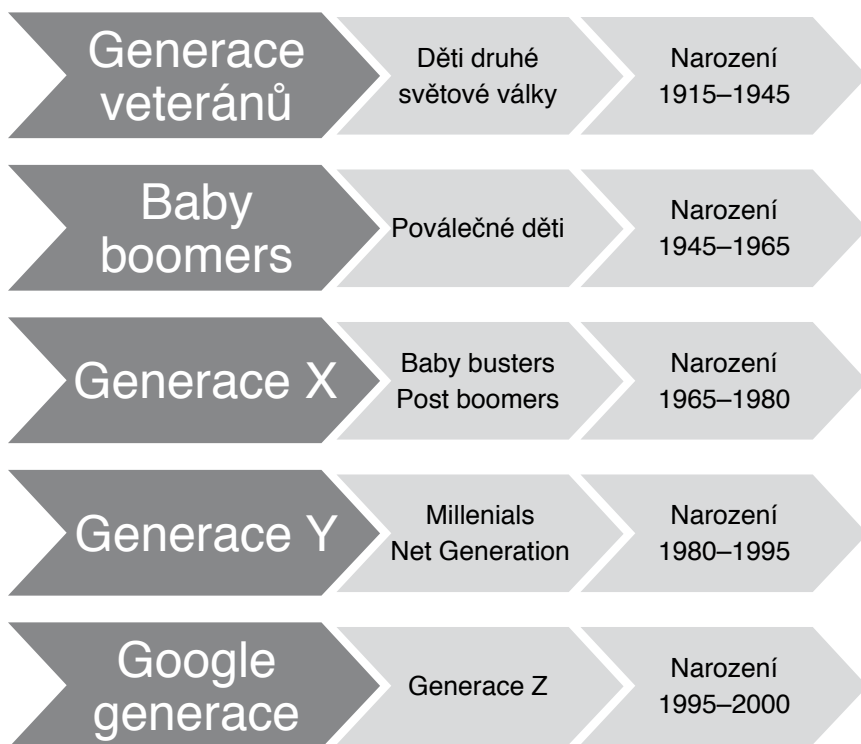 Generace
veteránů
Děti druhé
světové války
Narození
1915–1945
Baby
boomers
Poválečné děti
Narození
1945–1965
Generace X
Baby busters
Post boomers
Narození
1965–1980
Generace Y
Millenials
Net Generation
Narození
1980–1995
Google
generace
Generace Z
Narození
1995–2000